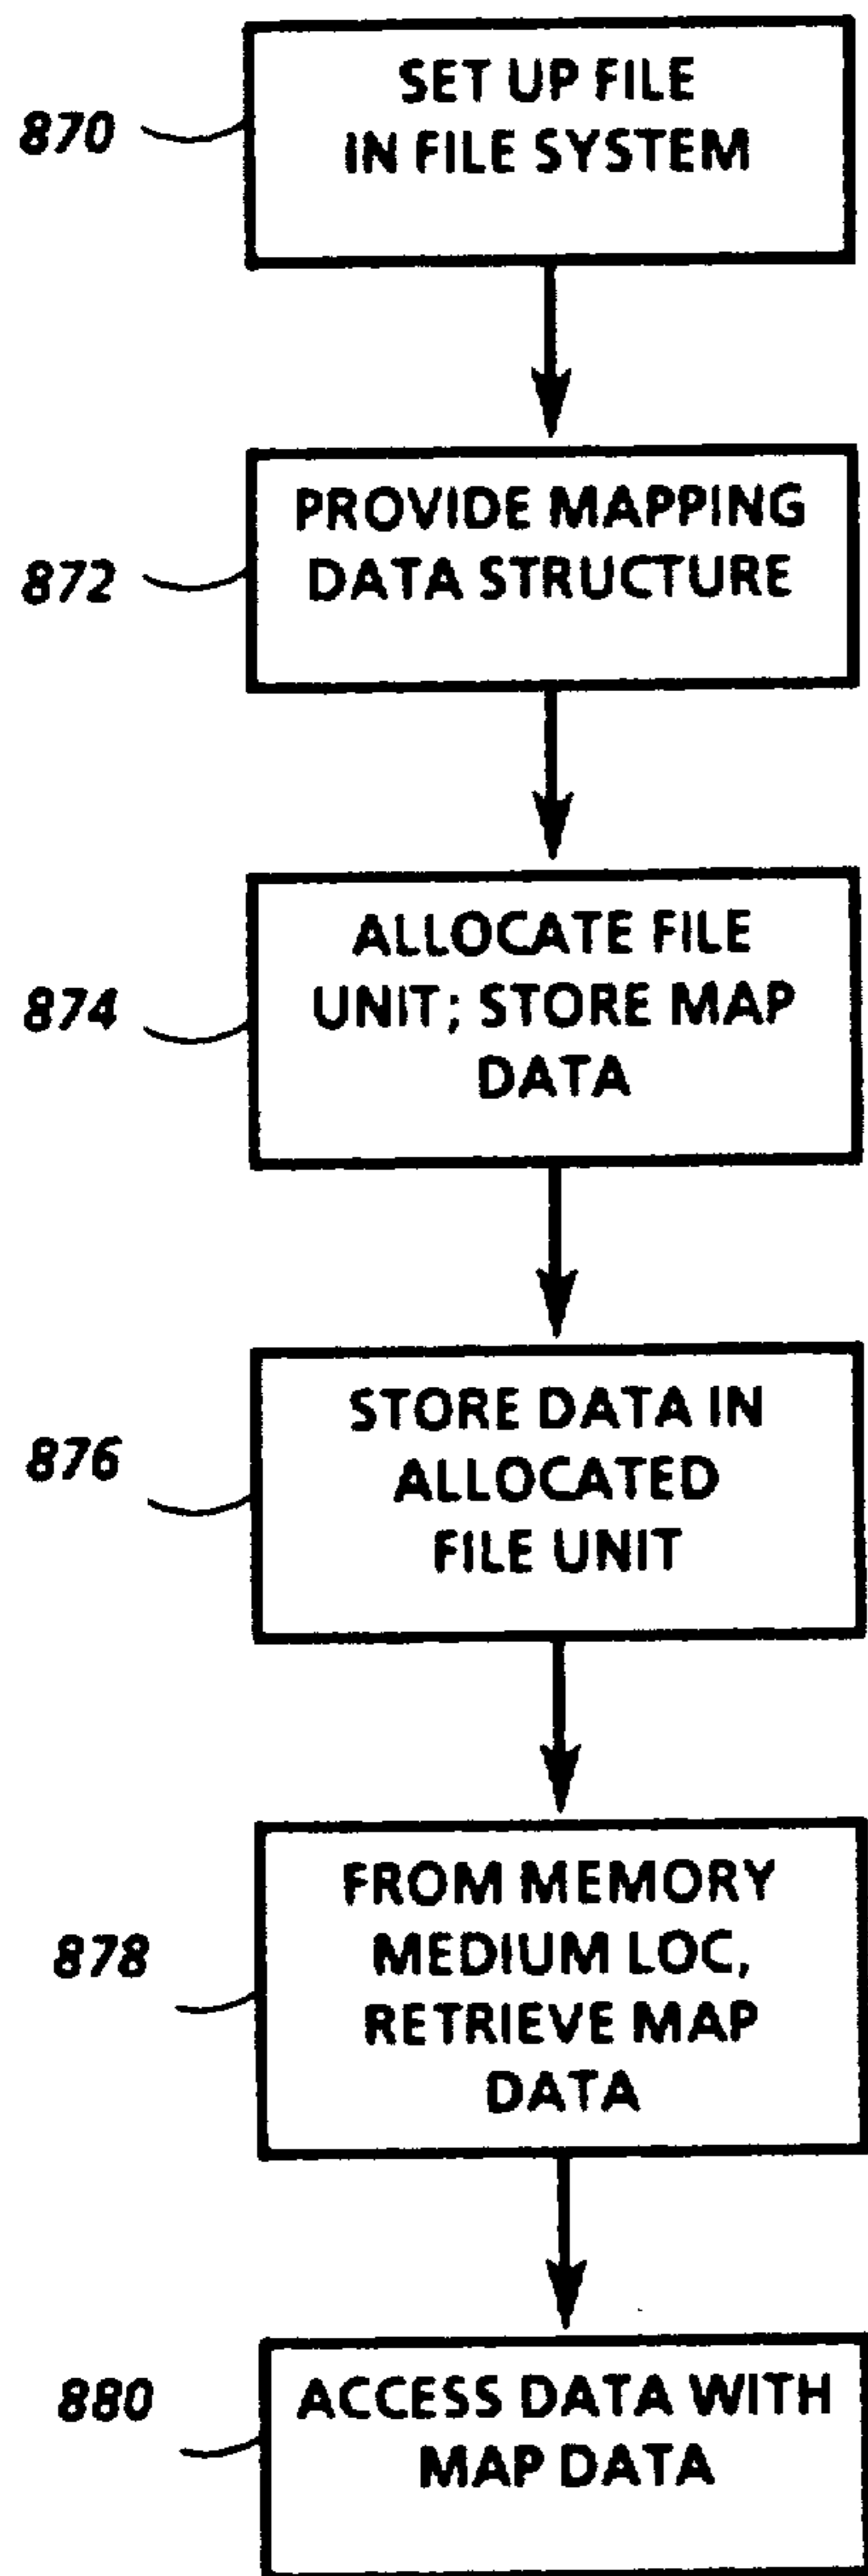 870
SET UP FILE
IN FILE SYSTEM
872
PROVIDE MAPPING
DATA STRUCTURE
874
ALLOCATE FILE
UNIT; STORE MAP
DATA
876
STORE DATA IN
ALLOCATED
FILE UNIT
878
FROM MEMORY
MEDIUM LOC,
RETRIEVE MAP
DATA
880
ACCESS DATA WITH
MAP DATA